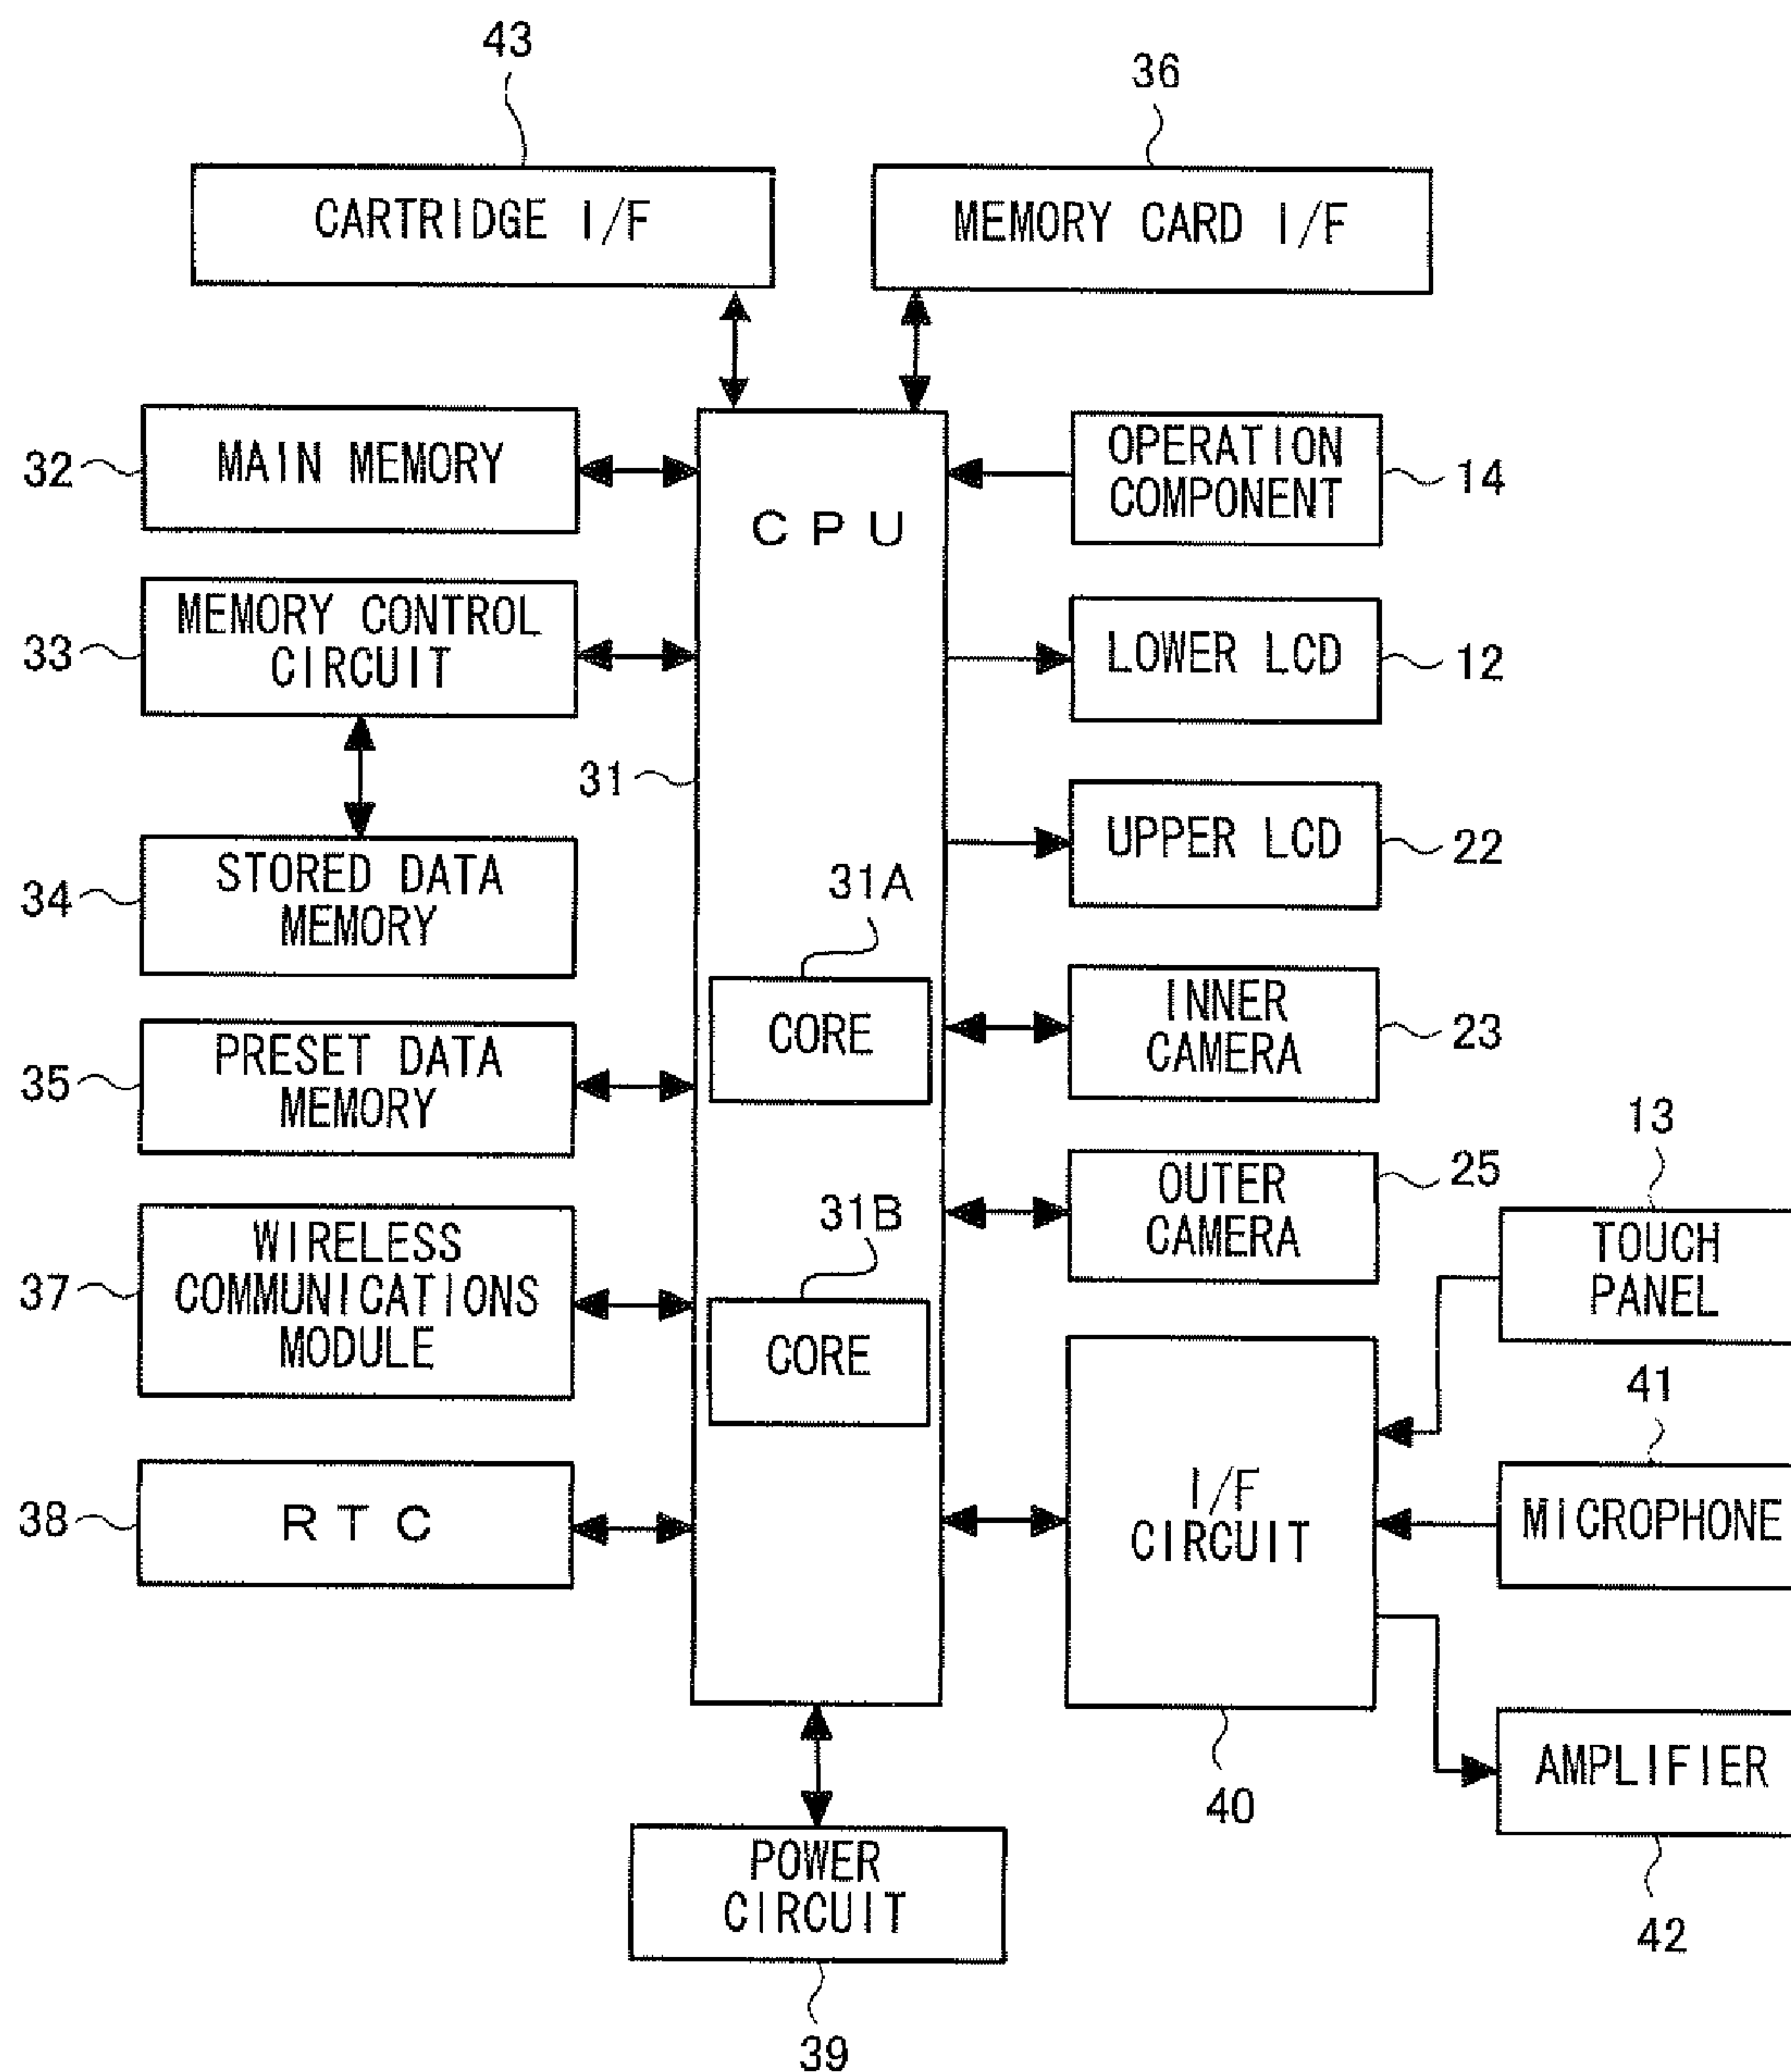 43
36
CARTRIDGE I/F
MEMORY CARD I/F
32
MAIN MEMORY
CPU
OPERATION
COMPONENT
14
33
MEMORY CONTROL
CIRCUIT
LOWER LCD
12
31
UPPER LCD
22
34
STORED DATA
MEMORY
31A
CORE
INNER
CAMERA
23
35
PRESET DATA
MEMORY
13
OUTER
CAMERA
25
31B
TOUCH
PANEL
37
WIRELESS
COMMUNICATIONS
MODULE
CORE
41
I/F
CIRCUIT
MICROPHONE
38
RTC
40
AMPLIFIER
42
POWER
CIRCUIT
39